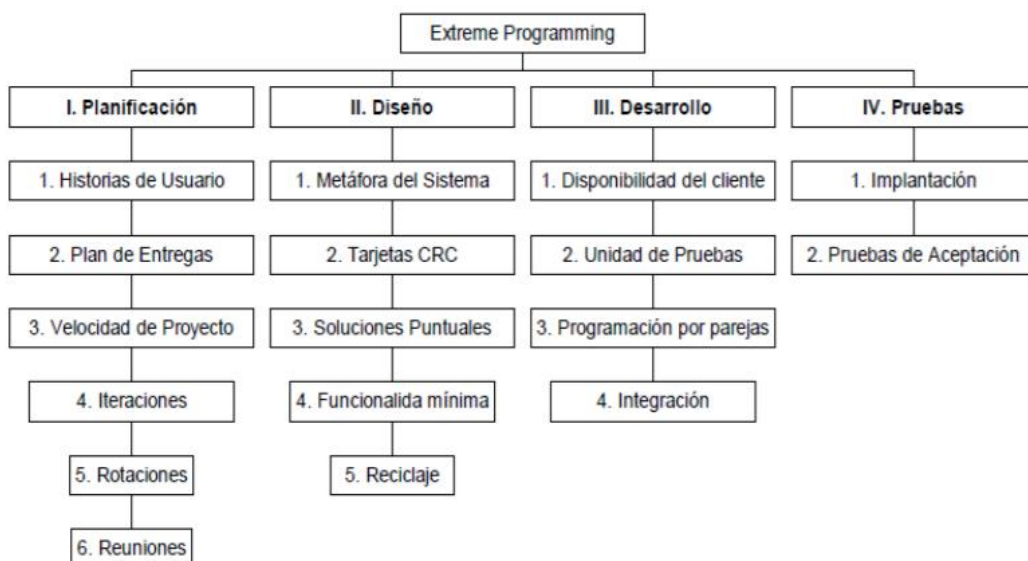 Extreme Programming
I. Planificación
II. Diseño
III. Desarrollo
IV. Pruebas
1. Historias de Usuario
1. Metáfora del Sistema
1. Disponibilidad del cliente
1. Implantación
2. Plan de Entregas
2. Tarjetas CRC
2. Unidad de Pruebas
2. Pruebas de Aceptación
3. Velocidad de Proyecto
3. Soluciones Puntuales
3. Programación por parejas
4. Iteraciones
4. Funcionalida mínima
4. Integración
5. Rotaciones
5. Reciclaje
6. Reuniones